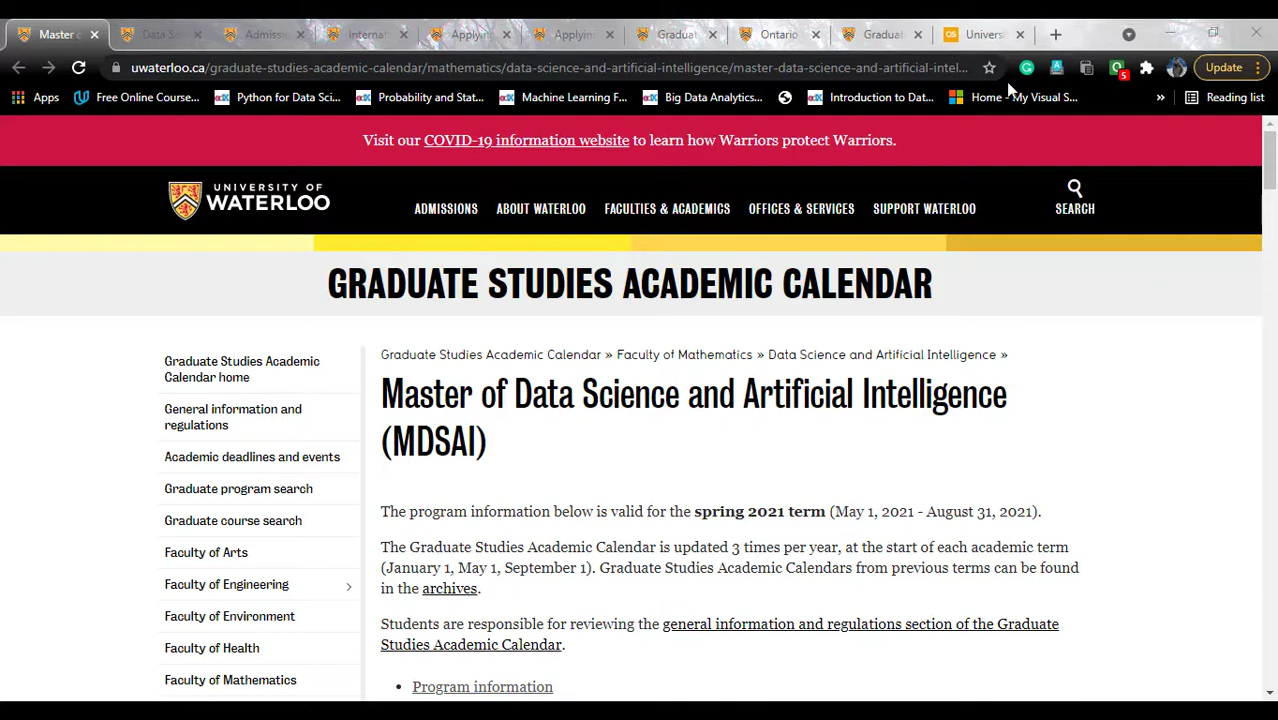 Master o
Data Sc
Admiss
Internat
Applyin
Applyin
Graduat
Ontario
Graduat
QS Univers
uwaterloo.ca/graduate-studies-academic-calendar/mathematics/data-science-and-artificial-intelligence/master-data-science-and-artificial-intel...
5
Update
Apps
Free Online Course...
edX Python for Data Sci...
edX Probability and Stat...
edX Machine Learning F...
edX Big Data Analytics...
edX Introduction to Dat...
Home - My Visual S...
»
Reading list
Visit our COVID-19 information website to learn how Warriors protect Warriors.
UNIVERSITY OF
WATERLOO
ADMISSIONS
ABOUT WATERLOO
FACULTIES & ACADEMICS
OFFICES & SERVICES
SUPPORT WATERLOO
SEARCH
GRADUATE STUDIES ACADEMIC CALENDAR
Graduate Studies Academic
Calendar home
General information and
regulations
Academic deadlines and events
Graduate program search
Graduate course search
Faculty of Arts
Faculty of Engineering
Faculty of Environment
Faculty of Health
Faculty of Mathematics
Graduate Studies Academic Calendar » Faculty of Mathematics » Data Science and Artificial Intelligence »
Master of Data Science and Artificial Intelligence
(MDSAI)
The program information below is valid for the spring 2021 term (May 1, 2021 - August 31, 2021).
The Graduate Studies Academic Calendar is updated 3 times per year, at the start of each academic term
(January 1, May 1, September 1). Graduate Studies Academic Calendars from previous terms can be found
in the archives.
Students are responsible for reviewing the general information and regulations section of the Graduate
Studies Academic Calendar.
• Program information